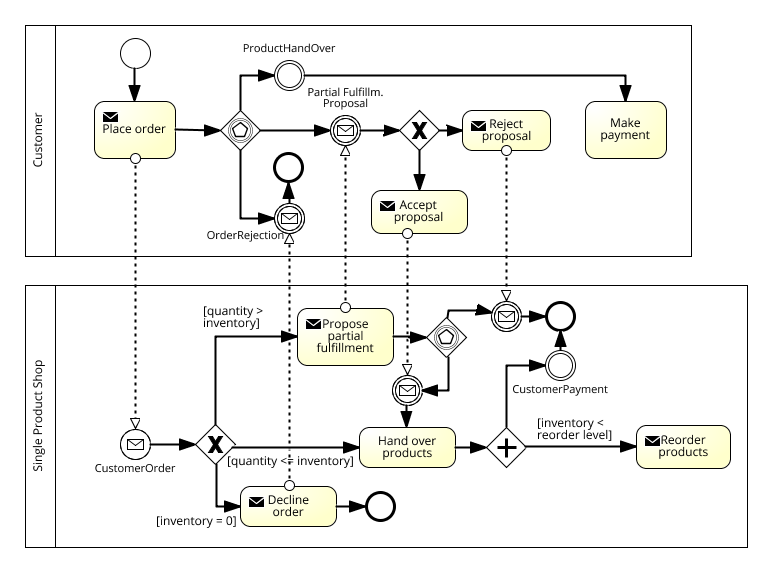 Customer
ProductHandOver
Partial Fulfillm.
Proposal
Place order
Reject
proposal
Make
payment
Accept
proposal
OrderRejection
Single Product Shop
[quantity >
inventory]
Propose
partial
fulfillment
CustomerPayment
CustomerOrder
[quantity <= inventory]
Hand over
products
[inventory <
reorder level]
Reorder
products
[inventory = 0]
Decline
order